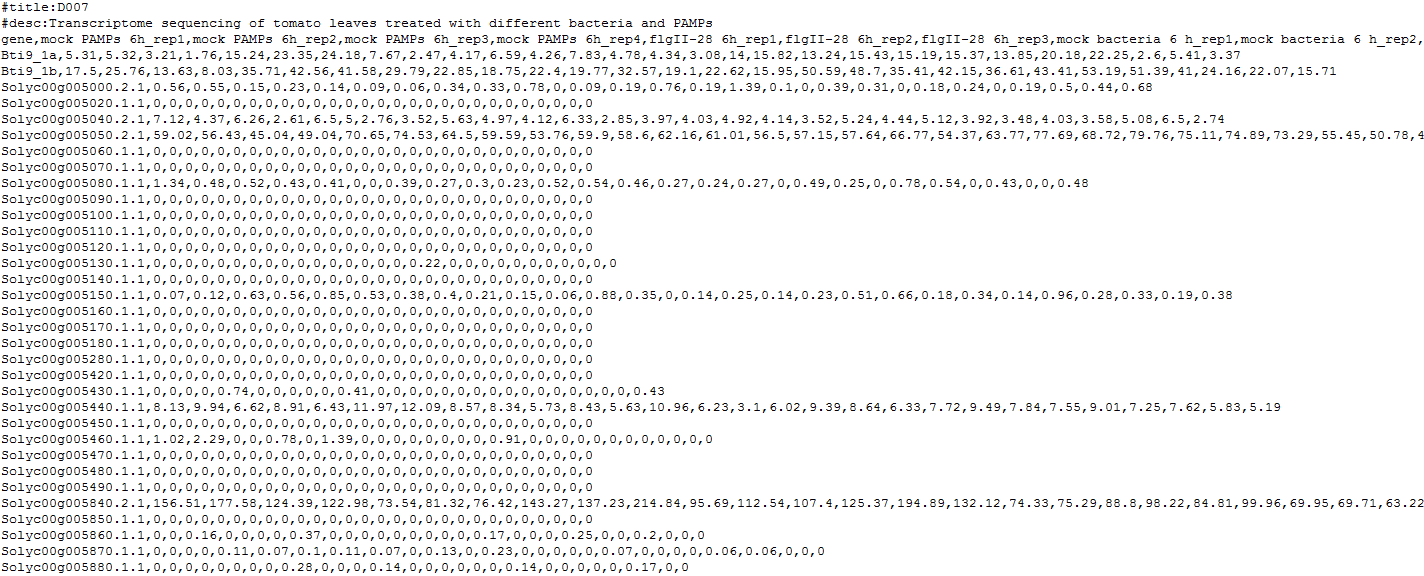 #title:D007
#desc:Transcriptome sequencing of tomato leaves treated with different bacteria and PAMPs
gene,mock PAMPs 6h_rep1,mock PAMPs 6h_rep2,mock PAMPs 6h_rep3,mock PAMPs 6h_rep4,flgII-28 6h_rep1,flgII-28 6h_rep2,flgII-28 6h_rep3,mock bacteria 6 h_rep1,mock bacteria 6 h_rep2,
Bti9_1a,5.31,5.32,3.21,1.76,15.24,23.35,24.18,7.67,2.47,4.17,6.59,4.26,7.83,4.78,4.34,3.08,14,15.82,13.24,15.43,15.19,15.37,13.85,20.18,22.25,2.6,5.41,3.37
Bti9_1b,17.5,25.76,13.63,8.03,35.71,42.56,41.58,29.79,22.85,18.75,22.4,19.77,32.57,19.1,22.62,15.95,50.59,48.7,35.41,42.15,36.61,43.41,53.19,51.39,41,24.16,22.07,15.71
Solyc00g005000.2.1,0.56,0.55,0.15,0.23,0.14,0.09,0.06,0.34,0.33,0.78,0,0.09,0.19,0.76,0.19,1.39,0.1,0,0.39,0.31,0,0.18,0.24,0,0.19,0.5,0.44,0.68
Solyc00g005020.1.1,0,0,0,0,0,0,0,0,0,0,0,0,0,0,0,0,0,0,0,0,0,0,0,0,0,0,0,0
Solyc00g005040.2.1,7.12,4.37,6.26,2.61,6.5,5,2.76,3.52,5.63,4.97,4.12,6.33,2.85,3.97,4.03,4.92,4.14,3.52,5.24,4.44,5.12,3.92,3.48,4.03,3.58,5.08,6.5,2.74
Solyc00g005050.2.1,59.02,56.43,45.04,49.04,70.65,74.53,64.5,59.59,53.76,59.9,58.6,62.16,61.01,56.5,57.15,57.64,66.77,54.37,63.77,77.69,68.72,79.76,75.11,74.89,73.29,55.45,50.78,4
Solyc00g005060.1.1,0,0,0,0,0,0,0,0,0,0,0,0,0,0,0,0,0,0,0,0,0,0,0,0,0,0,0,0
Solyc00g005070.1.1,0,0,0,0,0,0,0,0,0,0,0,0,0,0,0,0,0,0,0,0,0,0,0,0,0,0,0,0
Solyc00g005080.1.1,1.34,0.48,0.52,0.43,0.41,0,0,0.39,0.27,0.3,0.23,0.52,0.54,0.46,0.27,0.24,0.27,0,0.49,0.25,0,0.78,0.54,0,0.43,0,0,0.48
Solyc00g005090.1.1,0,0,0,0,0,0,0,0,0,0,0,0,0,0,0,0,0,0,0,0,0,0,0,0,0,0,0,0
Solyc00g005100.1.1,0,0,0,0,0,0,0,0,0,0,0,0,0,0,0,0,0,0,0,0,0,0,0,0,0,0,0,0
Solyc00g005110.1.1,0,0,0,0,0,0,0,0,0,0,0,0,0,0,0,0,0,0,0,0,0,0,0,0,0,0,0,0
Solyc00g005120.1.1,0,0,0,0,0,0,0,0,0,0,0,0,0,0,0,0,0,0,0,0,0,0,0,0,0,0,0,0
Solyc00g005130.1.1,0,0,0,0,0,0,0,0,0,0,0,0,0,0,0,0,0.22,0,0,0,0,0,0,0,0,0,0,0
Solyc00g005140.1.1,0,0,0,0,0,0,0,0,0,0,0,0,0,0,0,0,0,0,0,0,0,0,0,0,0,0,0,0
Solyc00g005150.1.1,0.07,0.12,0.63,0.56,0.85,0.53,0.38,0.4,0.21,0.15,0.06,0.88,0.35,0,0.14,0.25,0.14,0.23,0.51,0.66,0.18,0.34,0.14,0.96,0.28,0.33,0.19,0.38
Solyc00g005160.1.1,0,0,0,0,0,0,0,0,0,0,0,0,0,0,0,0,0,0,0,0,0,0,0,0,0,0,0,0
Solyc00g005170.1.1,0,0,0,0,0,0,0,0,0,0,0,0,0,0,0,0,0,0,0,0,0,0,0,0,0,0,0,0
Solyc00g005180.1.1,0,0,0,0,0,0,0,0,0,0,0,0,0,0,0,0,0,0,0,0,0,0,0,0,0,0,0,0
Solyc00g005280.1.1,0,0,0,0,0,0,0,0,0,0,0,0,0,0,0,0,0,0,0,0,0,0,0,0,0,0,0,0
Solyc00g005420.1.1,0,0,0,0,0,0,0,0,0,0,0,0,0,0,0,0,0,0,0,0,0,0,0,0,0,0,0,0
Solyc00g005430.1.1,0,0,0,0,0.74,0,0,0,0,0,0.41,0,0,0,0,0,0,0,0,0,0,0,0,0,0,0,0,0.43
Solyc00g005440.1.1,8.13,9.94,6.62,8.91,6.43,11.97,12.09,8.57,8.34,5.73,8.43,5.63,10.96,6.23,3.1,6.02,9.39,8.64,6.33,7.72,9.49,7.84,7.55,9.01,7.25,7.62,5.83,5.19
Solyc00g005450.1.1,0,0,0,0,0,0,0,0,0,0,0,0,0,0,0,0,0,0,0,0,0,0,0,0,0,0,0,0
Solyc00g005460.1.1,1.02,2.29,0,0,0.78,0,1.39,0,0,0,0,0,0,0,0,0.91,0,0,0,0,0,0,0,0,0,0,0,0
Solyc00g005470.1.1,0,0,0,0,0,0,0,0,0,0,0,0,0,0,0,0,0,0,0,0,0,0,0,0,0,0,0,0
Solyc00g005480.1.1,0,0,0,0,0,0,0,0,0,0,0,0,0,0,0,0,0,0,0,0,0,0,0,0,0,0,0,0
Solyc00g005490.1.1,0,0,0,0,0,0,0,0,0,0,0,0,0,0,0,0,0,0,0,0,0,0,0,0,0,0,0,0
Solyc00g005840.2.1,156.51,177.58,124.39,122.98,73.54,81.32,76.42,143.27,137.23,214.84,95.69,112.54,107.4,125.37,194.89,132.12,74.33,75.29,88.8,98.22,84.81,99.96,69.95,69.71,63.22
Solyc00g005850.1.1,0,0,0,0,0,0,0,0,0,0,0,0,0,0,0,0,0,0,0,0,0,0,0,0,0,0,0,0
Solyc00g005860.1.1,0,0,0.16,0,0,0,0,0.37,0,0,0,0,0,0,0,0,0,0.17,0,0,0,0.25,0,0,0.2,0,0,0
Solyc00g005870.1.1,0,0,0,0,0.11,0.07,0.1,0.11,0.07,0,0.13,0,0.23,0,0,0,0,0,0.07,0,0,0,0,0.06,0.06,0,0,0
Solyc00g005880.1.1,0,0,0,0,0,0,0,0,0.28,0,0,0,0.14,0,0,0,0,0,0,0.14,0,0,0,0,0,0.17,0,0